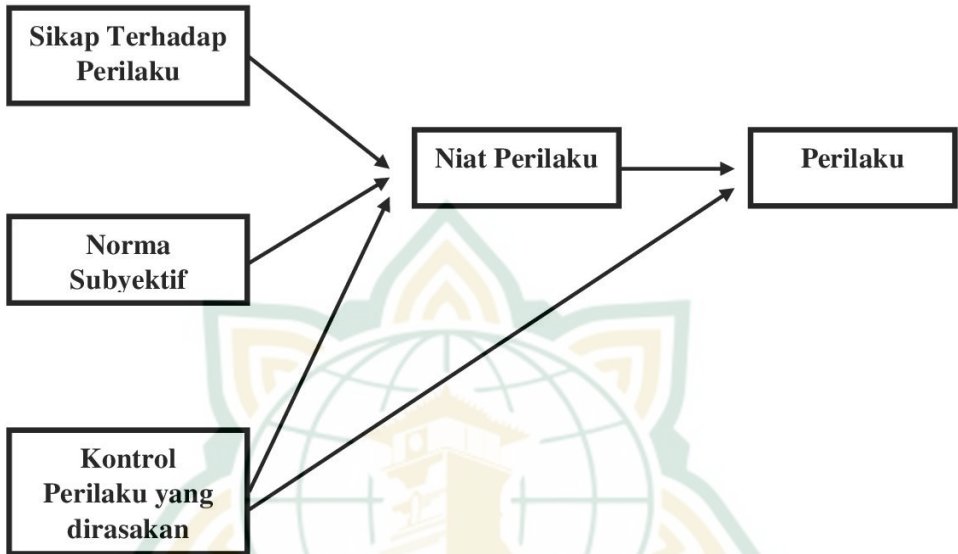 Sikap Terhadap
Perilaku
Niat Perilaku
Perilaku
Norma
Subyektif
Kontrol
Perilaku yang
dirasakan